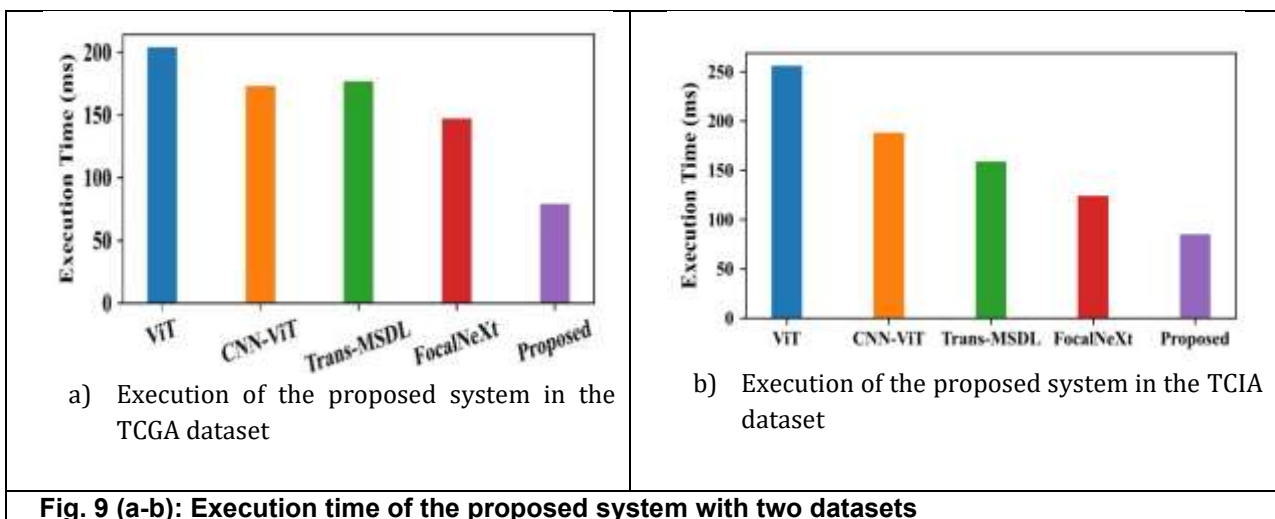 Execution Time (ms)
200
150
100
50
0
ViT
CNN-ViT
Trans-MSDL
FocalNeXt
Proposed
a) Execution of the proposed system in the
TCGA dataset
Execution Time (ms)
250
200
150
100
50
0
ViT
CNN-ViT
Trans-MSDL
FocalNeXt
Proposed
b) Execution of the proposed system in the TCIA
dataset
Fig. 9 (a-b): Execution time of the proposed system with two datasets